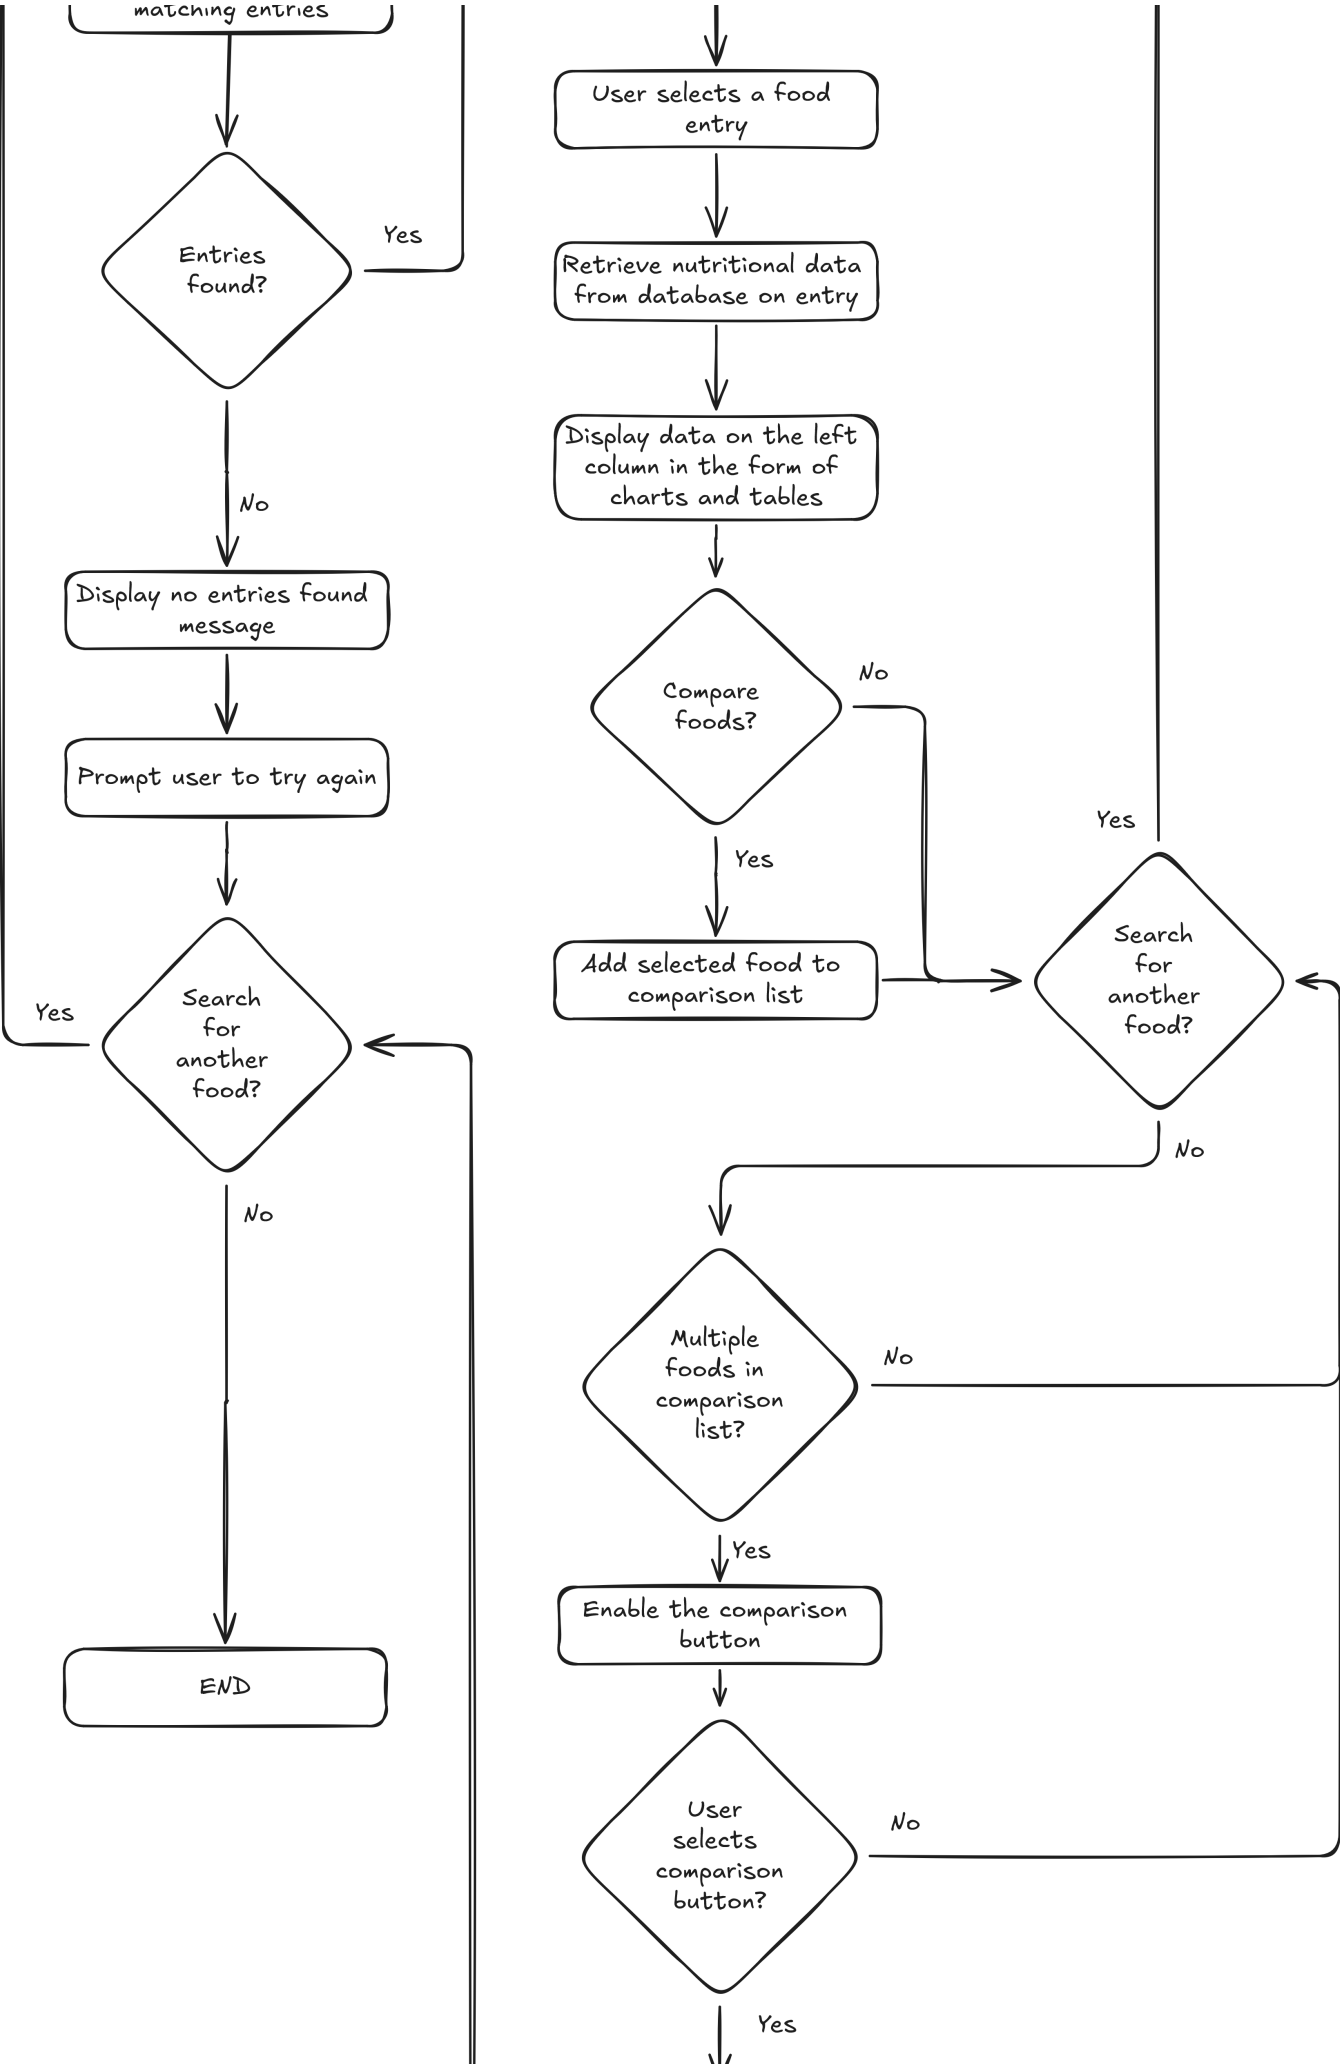 matching entries
Entries
found?
Yes
No
Display no entries found
message
Prompt user to try again
Search
for
another
food?
Yes
No
END
User selects a food
entry
Retrieve nutritional data
from database on entry
Display data on the left
column in the form of
charts and tables
Compare
foods?
No
Yes
Add selected food to
comparison list
Yes
Search
for
another
food?
No
Multiple
foods in
comparison
list?
No
Yes
Enable the comparison
button
User
selects
comparison
button?
No
Yes